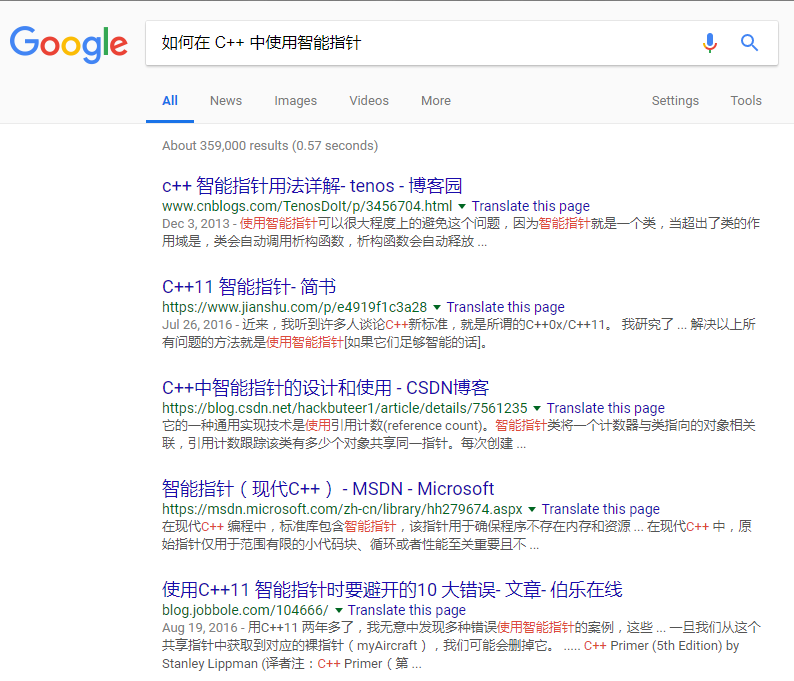 Google
如何在 C++ 中使用智能指针
All News Images Videos More Settings Tools
About 359,000 results (0.57 seconds)
c++ 智能指针用法详解- tenos - 博客园
www.cnblogs.com/TenosDoIt/p/3456704.html ▼ Translate this page
Dec 3, 2013 - 使用智能指针可以很大程度上的避免这个问题，因为智能指针就是一个类，当超出了类的作
用域是，类会自动调用析构函数，析构函数会自动释放 ...
C++11 智能指针- 简书
https://www.jianshu.com/p/e4919f1c3a28 ▼ Translate this page
Jul 26, 2016 - 近来，我听到许多人谈论C++新标准，就是所谓的C++0x/C++11。 我研究了 ... 解决以上所
有问题的方法就是使用智能指针[如果它们足够智能的话]。
C++中智能指针的设计和使用 - CSDN博客
https://blog.csdn.net/hackbuteer1/article/details/7561235 ▼ Translate this page
它的一种通用实现技术是使用引用计数(reference count)。智能指针类将一个计数器与类指向的对象相关
联，引用计数跟踪该类有多少个对象共享同一指针。每次创建 ...
智能指针（现代C++） - MSDN - Microsoft
https://msdn.microsoft.com/zh-cn/library/hh279674.aspx ▼ Translate this page
在现代C++ 编程中，标准库包含智能指针，该指针用于确保程序不存在内存和资源 ... 在现代C++ 中，原
始指针仅用于范围有限的小代码块、循环或者性能至关重要且不 ...
使用C++11 智能指针时要避开的10 大错误- 文章- 伯乐在线
blog.jobbole.com/104666/ ▼ Translate this page
Aug 19, 2016 - 用C++11 两年多了，我无意中发现多种错误使用智能指针的案例，这些 ... 一旦我们从这个
共享指针中获取到对应的裸指针（myAircraft），我们可能会删掉它。 ..... C++ Primer (5th Edition) by
Stanley Lippman (译者注：C++ Primer（第 ...